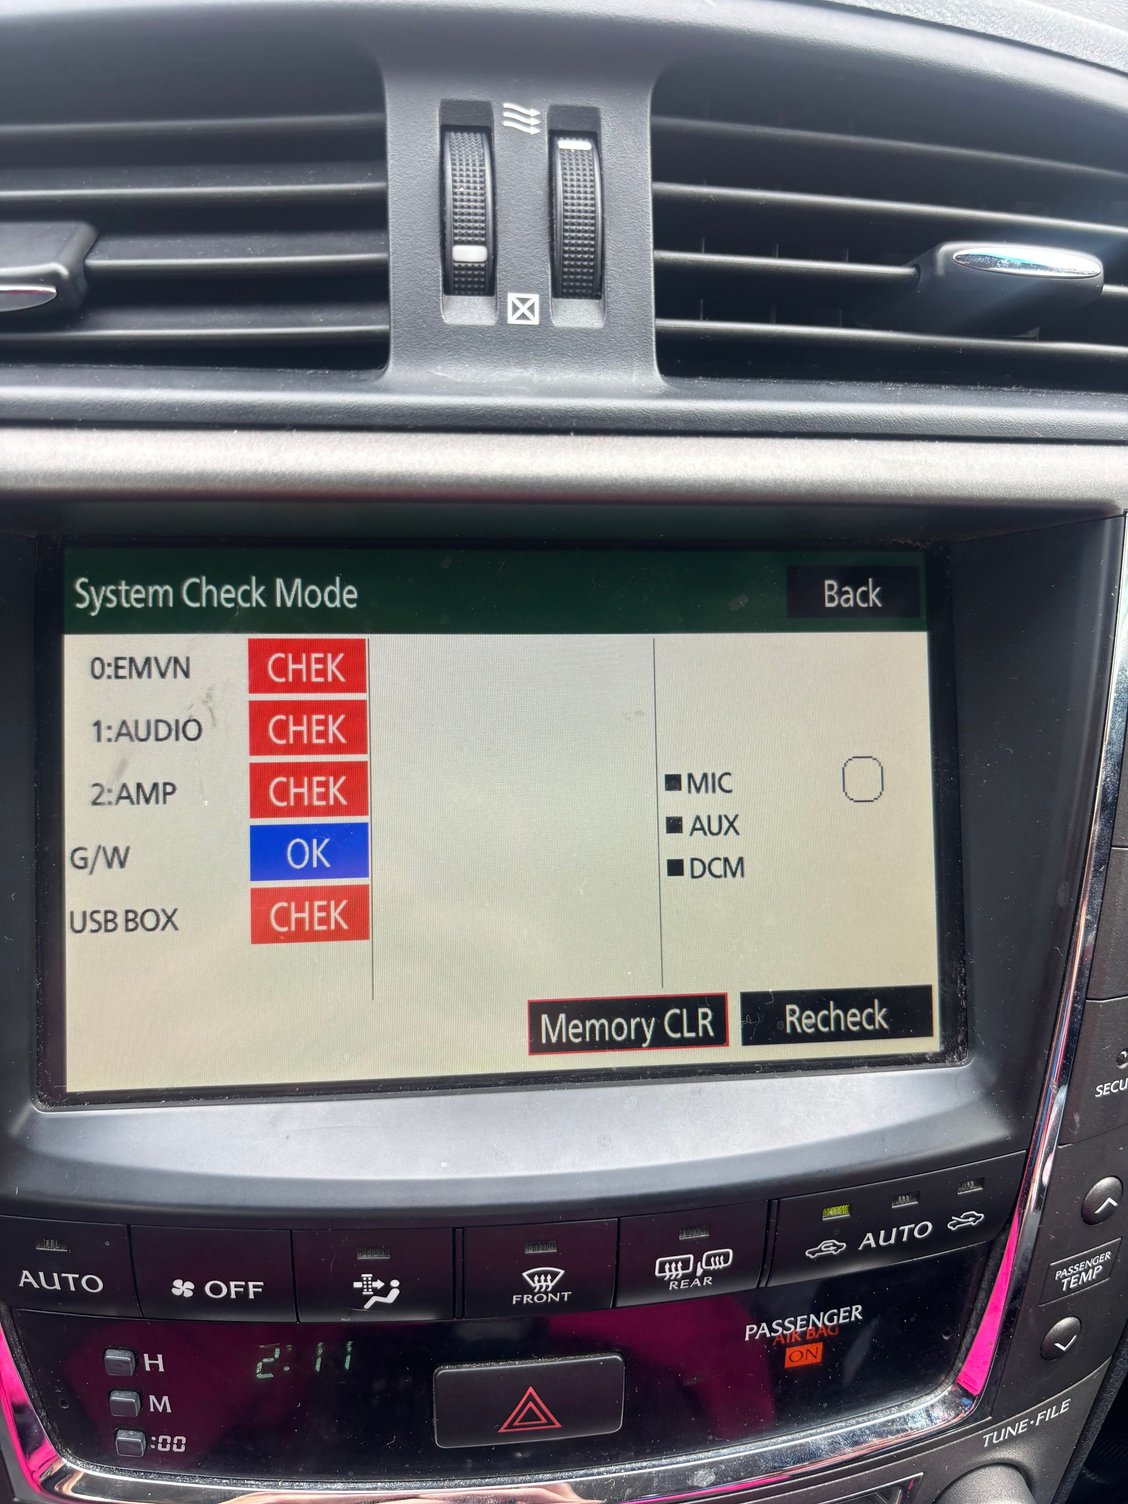 System Check Mode
Back
0:EMVN CHEK
1:AUDIO CHEK
2:AMP CHEK
G/W OK
USB BOX CHEK
MIC
AUX
DCM
Memory CLR
Recheck
AUTO
OFF
FRONT
REAR
AUTO
PASSENGER
AIR BAG
ON
H
M
:00
2:11
SECU
PASSENGER
TEMP
TUNE·FILE